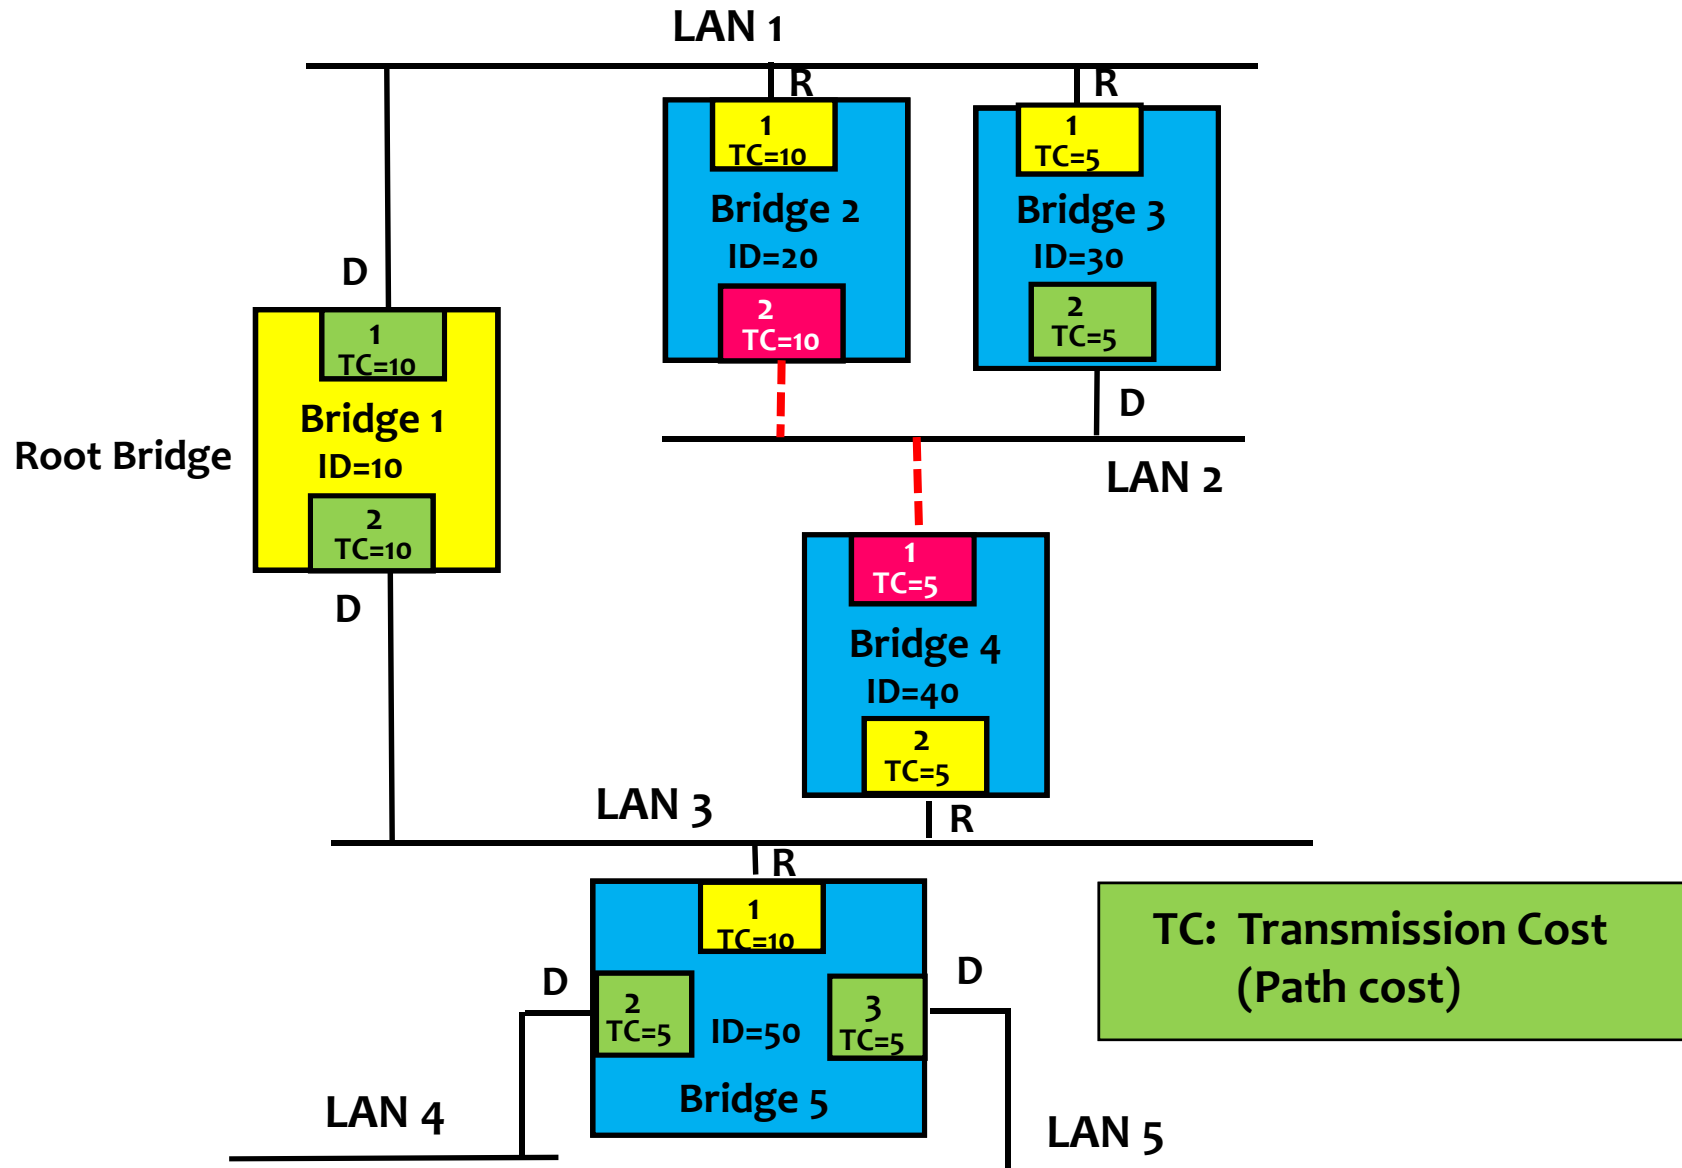 LAN 1
R
R
1
TC=10
Bridge 2
ID=20
2
TC=10
1
TC=5
Bridge 3
ID=30
2
TC=5
D
D
1
TC=10
Bridge 1
ID=10
2
TC=10
Root Bridge
D
LAN 2
1
TC=5
Bridge 4
ID=40
2
TC=5
R
LAN 3
R
1
TC=10
D
2
TC=5
ID=50
3
TC=5
D
Bridge 5
LAN 4
LAN 5
TC: Transmission Cost
(Path cost)